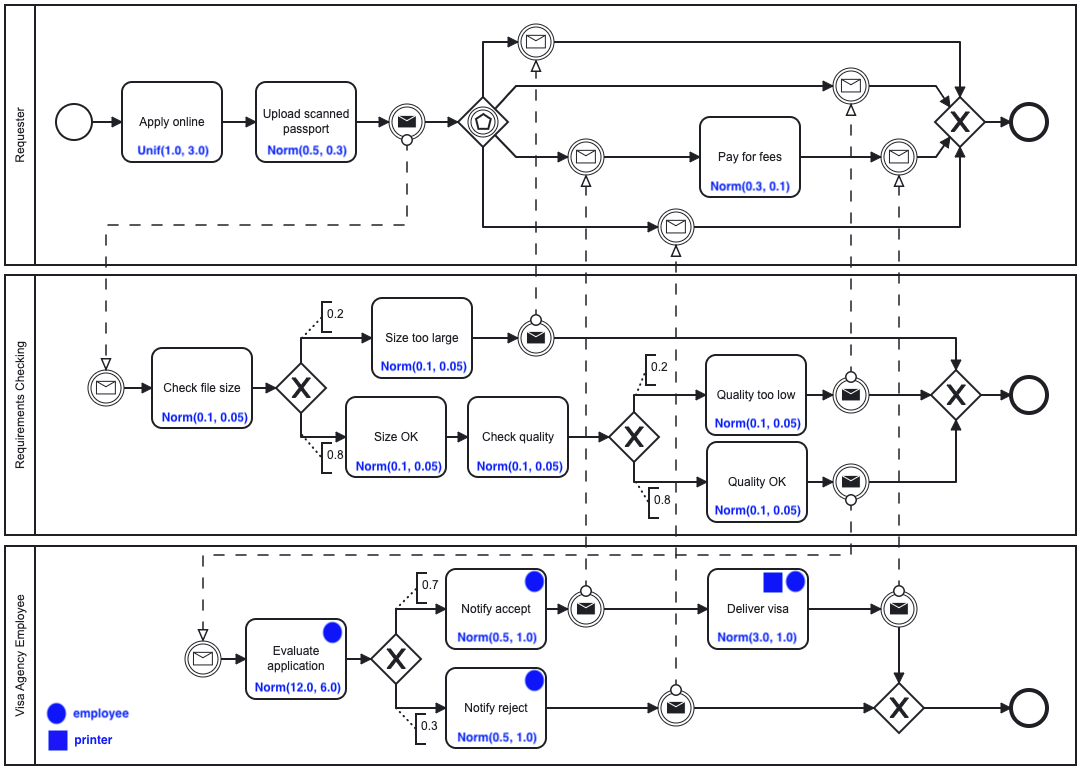 Requester
Apply online
Unif(1.0, 3.0)
Upload scanned
passport
Norm(0.5, 0.3)
Pay for fees
Norm(0.3, 0.1)
X
Requirements Checking
Check file size
Norm(0.1, 0.05)
X
0.2
0.8
Size too large
Norm(0.1, 0.05)
Size OK
Norm(0.1, 0.05)
Check quality
Norm(0.1, 0.05)
X
0.2
0.8
Quality too low
Norm(0.1, 0.05)
Quality OK
Norm(0.1, 0.05)
X
Visa Agency Employee
Evaluate
application
Norm(12.0, 6.0)
X
0.7
0.3
Notify accept
Norm(0.5, 1.0)
Notify reject
Norm(0.5, 1.0)
Deliver visa
Norm(3.0, 1.0)
X
employee
printer